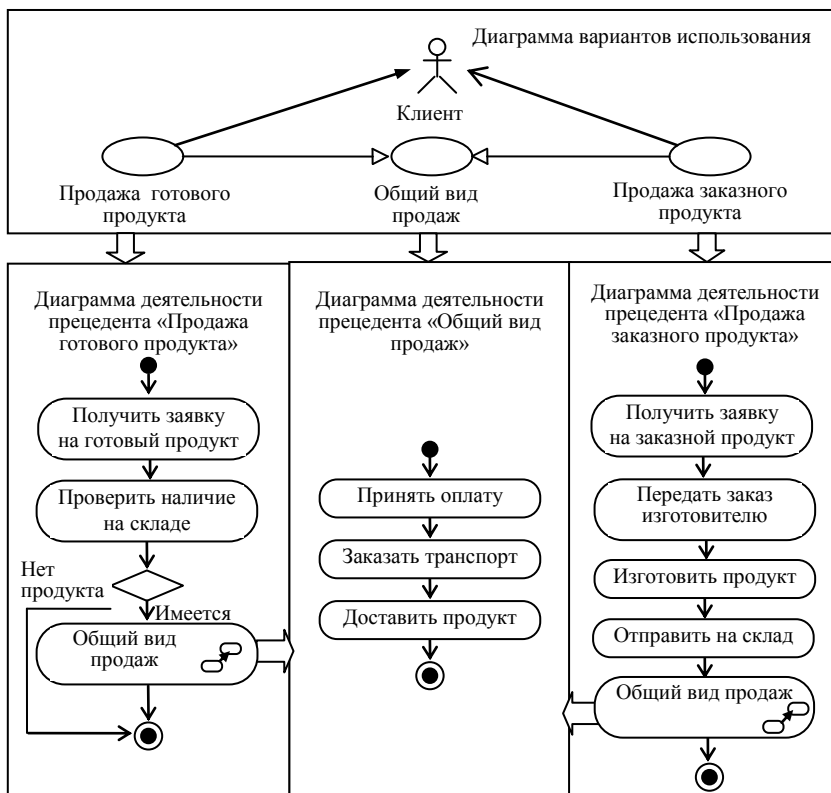 Диаграмма вариантов использования
Клиент
Продажа готового
продукта
Общий вид
продаж
Продажа заказного
продукта
Диаграмма деятельности
прецедента «Продажа
готового продукта»
Получить заявку
на готовый продукт
Проверить наличие
на складе
Нет
продукта
Имеется
Общий вид
продаж
Диаграмма деятельности
прецедента «Общий вид
продаж»
Принять оплату
Заказать транспорт
Доставить продукт
Диаграмма деятельности
прецедента «Продажа
заказного продукта»
Получить заявку
на заказной продукт
Передать заказ
изготовителю
Изготовить продукт
Отправить на склад
Общий вид продаж